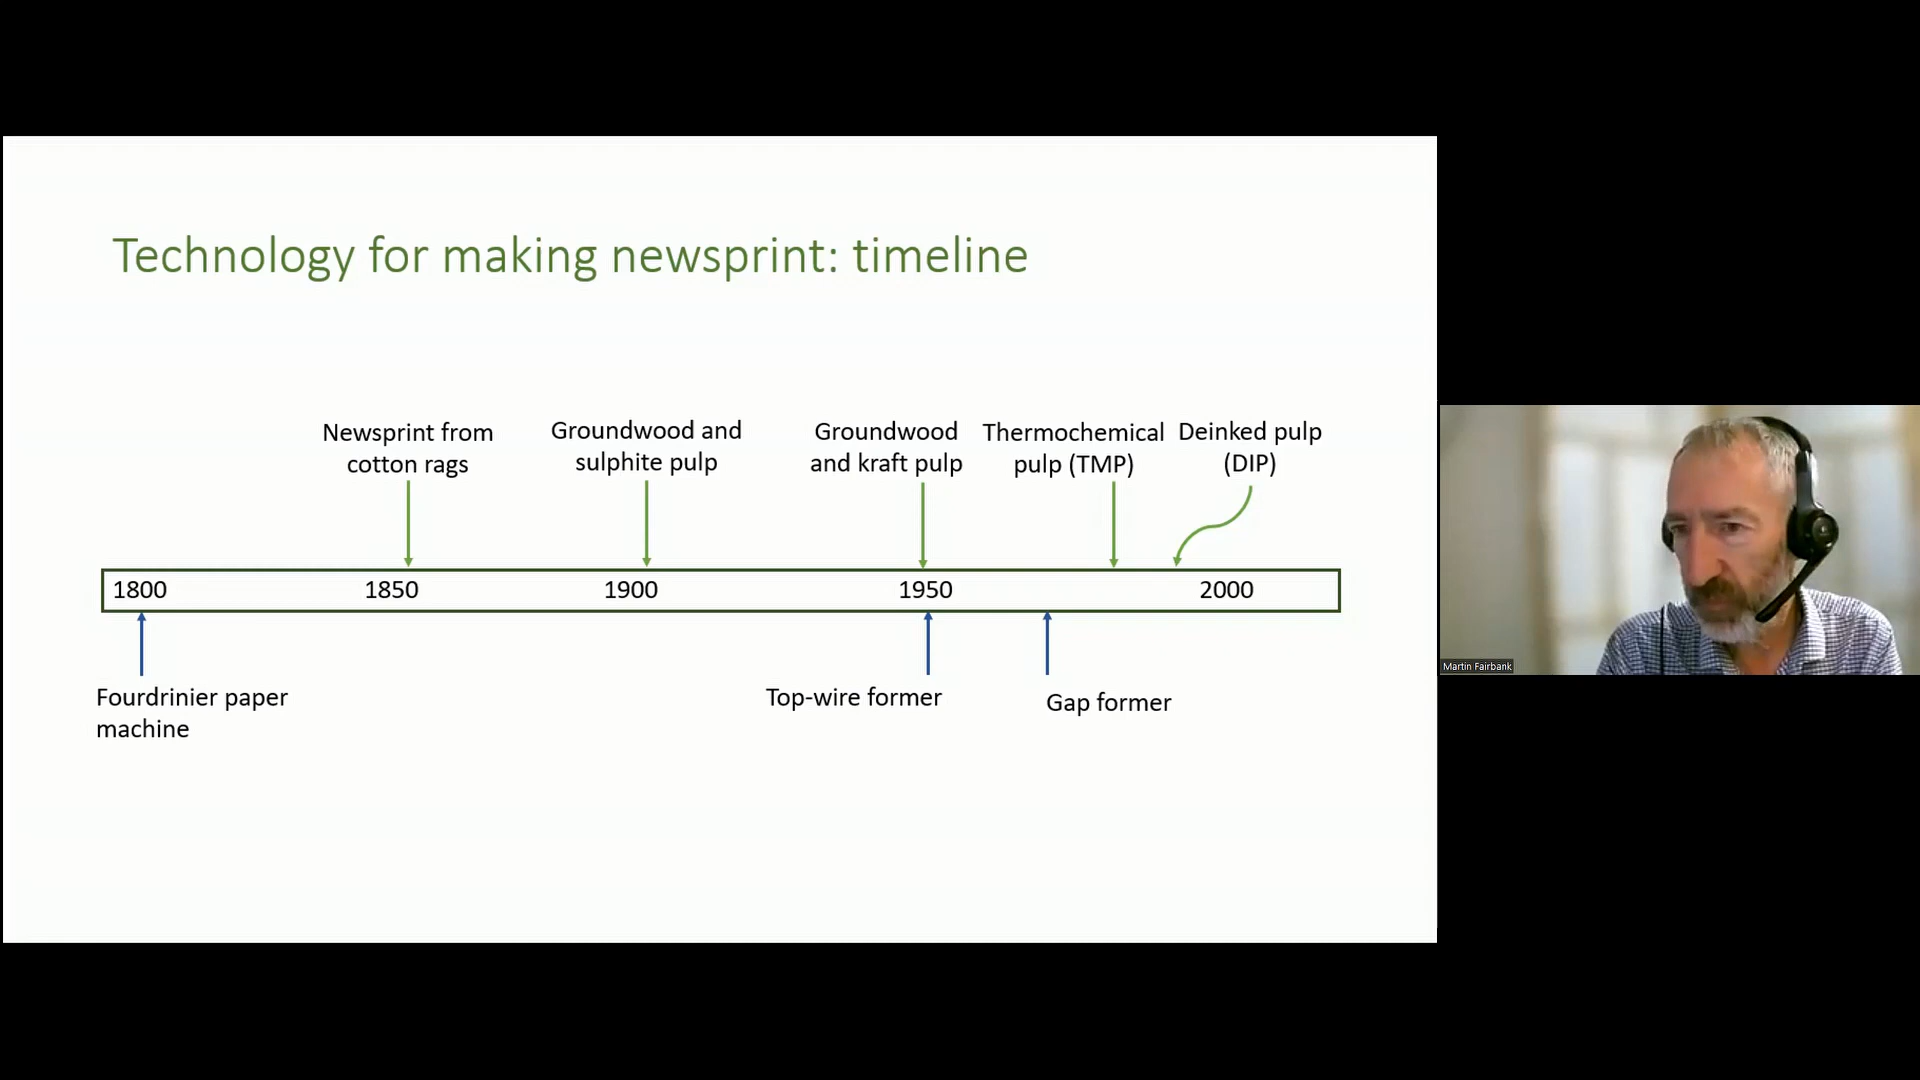 Technology for making newsprint: timeline
Newsprint from
cotton rags
Groundwood and
sulphite pulp
Groundwood
and kraft pulp
Thermochemical
pulp (TMP)
Deinked pulp
(DIP)
1800
1850
1900
1950
2000
Fourdrinier paper
machine
Top-wire former
Gap former
Martin Fairbank